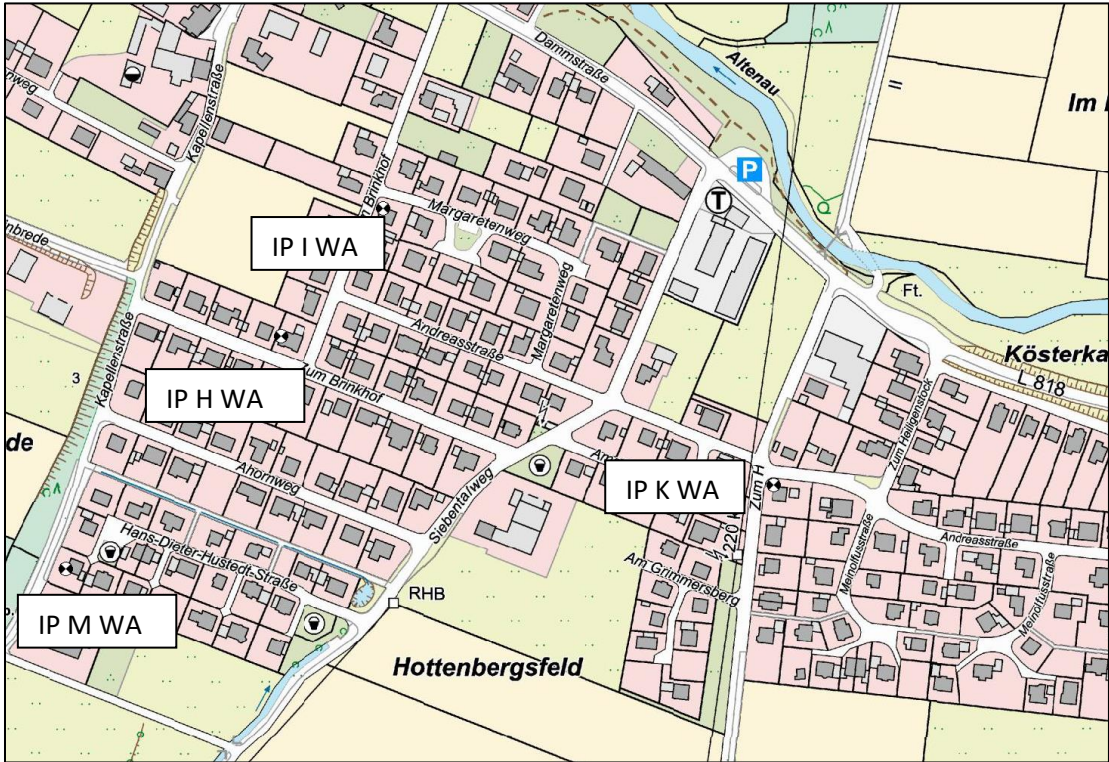 Dammstraße
Altenau
Kapellenstraße
P
T
Margaretenweg
IP I WA
Brinkhof
Ft.
Margaretenweg
Andreasstraße
Kösterka
L 818
Kapellenstraße
3
Zum Brinkhof
IP H WA
Zum Heiligenstock
de
Siebentalweg
IP K WA
Zum H
220
Ahornweg
Andreasstraße
Meinolfusstraße
Hans-Dieter-Hustedt-Straße
Am Grimmersberg
Meinolfusstraße
RHB
IP M WA
Hottenbergsfeld